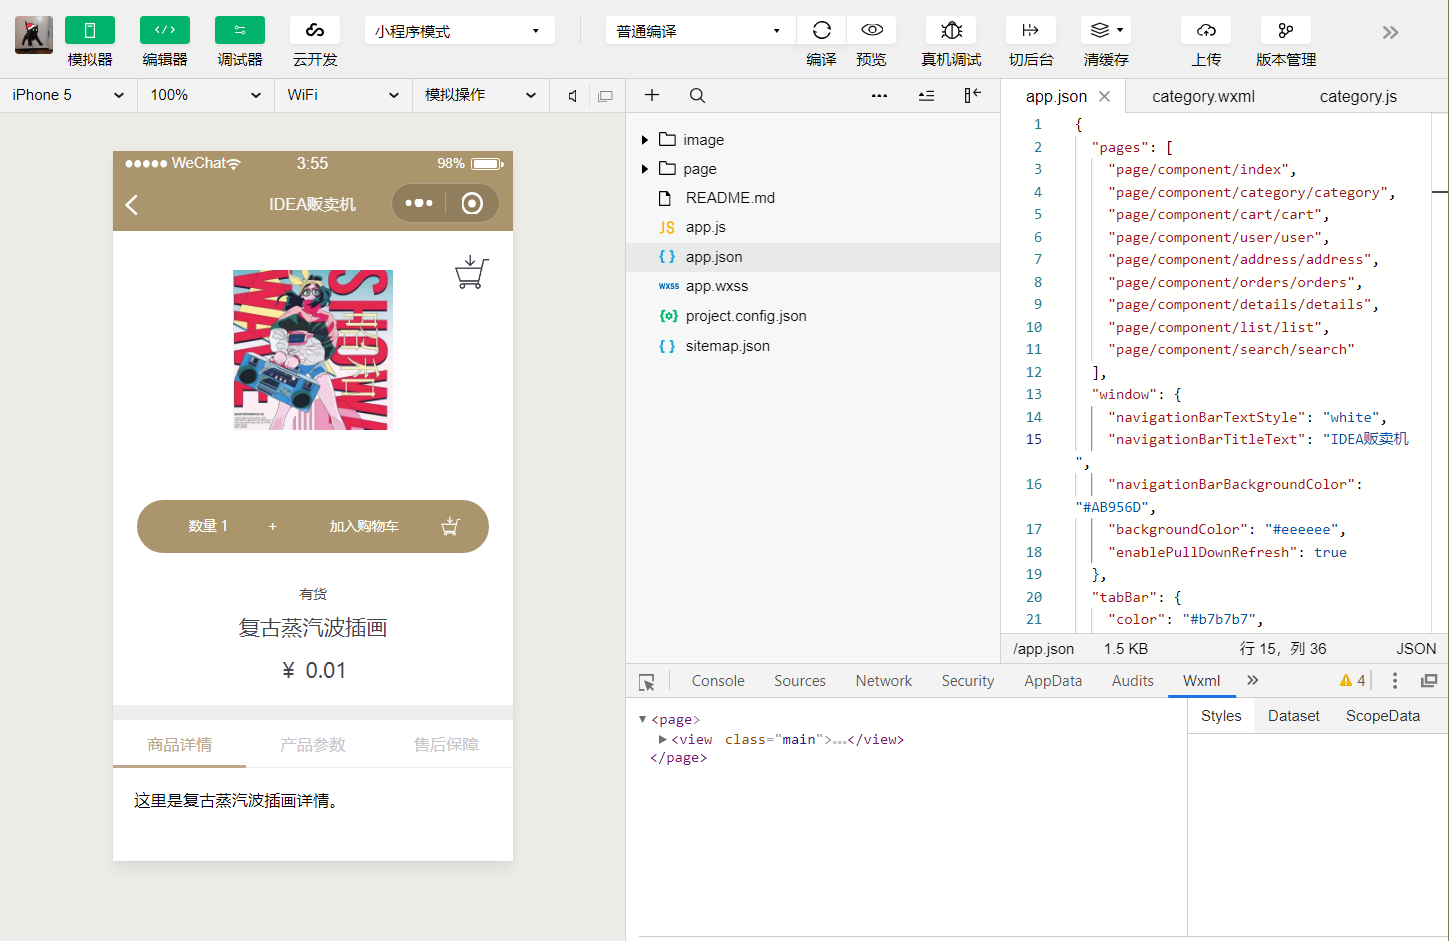 模拟器 编辑器 调试器 云开发 小程序模式 普通编译 编译 预览 真机调试 切后台 清缓存 上传 版本管理
iPhone 5 100% WiFi 模拟操作
WeChat 3:55 98%
IDEA贩卖机
SHOWA
WAVE
数量 1 + 加入购物车
有货
复古蒸汽波插画
¥ 0.01
商品详情 产品参数 售后保障
这里是复古蒸汽波插画详情。
image
page
README.md
JS app.js
{ } app.json
wxss app.wxss
project.config.json
{ } sitemap.json
app.json category.wxml category.js
1 {
2 "pages": [
3 "page/component/index",
4 "page/component/category/category",
5 "page/component/cart/cart",
6 "page/component/user/user",
7 "page/component/address/address",
8 "page/component/orders/orders",
9 "page/component/details/details",
10 "page/component/list/list",
11 "page/component/search/search"
12 ],
13 "window": {
14 "navigationBarTextStyle": "white",
15 "navigationBarTitleText": "IDEA贩卖机
",
16 "navigationBarBackgroundColor":
"#AB956D",
17 "backgroundColor": "#eeeeee",
18 "enablePullDownRefresh": true
19 },
20 "tabBar": {
21 "color": "#b7b7b7",
/app.json 1.5 KB 行 15，列 36 JSON
Console Sources Network Security AppData Audits Wxml 4
<page>
<view class="main">…</view>
</page>
Styles Dataset ScopeData